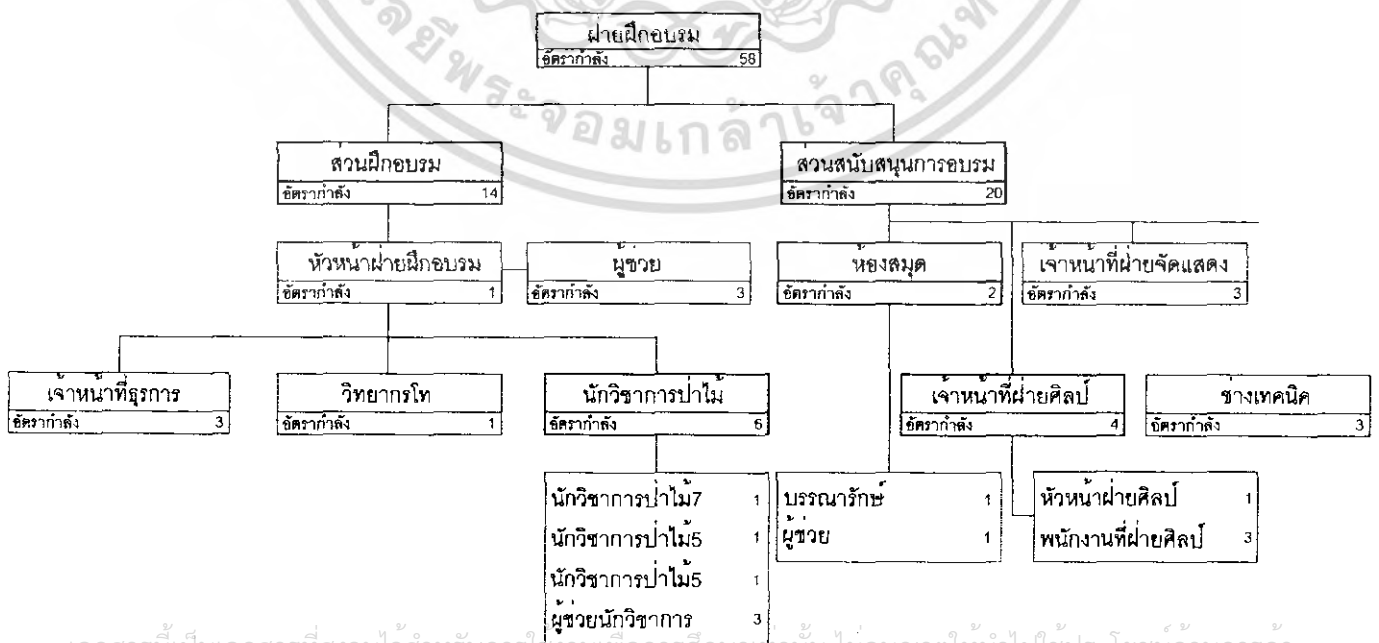 ฝ่ายฝึกอบรม
อัตรากำลัง 58
พระจอมเกล้าเจ้าคุณท
ส่วนฝึกอบรม
อัตรากำลัง 14
ส่วนสนับสนุนการอบรม
อัตรากำลัง 20
หัวหน้าฝ่ายฝึกอบรม
อัตรากำลัง 1
ผู้ช่วย
อัตรากำลัง 3
ห้องสมุด
อัตรากำลัง 2
เจ้าหน้าที่ฝ่ายจัดแสดง
อัตรากำลัง 3
เจ้าหน้าที่ธุรการ
อัตรากำลัง 3
วิทยากรโท
อัตรากำลัง 1
นักวิชาการป่าไม้
อัตรากำลัง 6
เจ้าหน้าที่ฝ่ายศิลป์
อัตรากำลัง 4
ช่างเทคนิค
อัตรากำลัง 3
นักวิชาการป่าไม้7 1
นักวิชาการป่าไม้5 1
นักวิชาการป่าไม้5 1
ผู้ช่วยนักวิชาการ 3
บรรณารักษ์ 1
ผู้ช่วย 1
หัวหน้าฝ่ายศิลป์ 1
พนักงานที่ฝ่ายศิลป์ 3